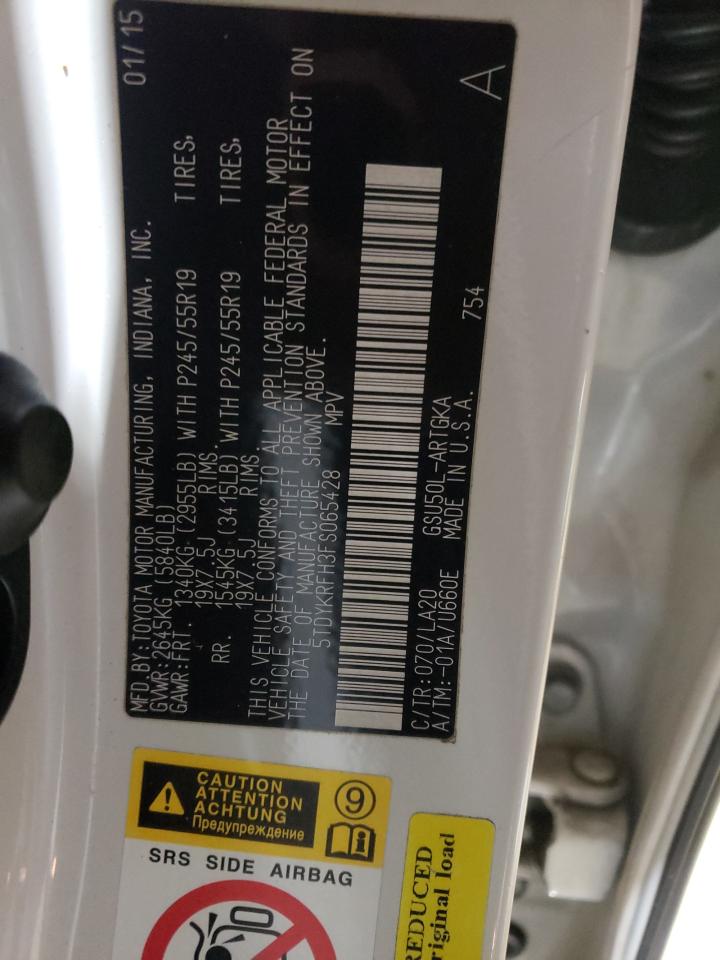 MFD.BY:TOYOTA MOTOR MANUFACTURING, INDIANA, INC. 01/15
GVWR:2645KG (5840LB)
GAWR:FRT. 1340KG (2955LB) WITH P245/55R19 TIRES,
19X7.5J RIMS.
RR. 1545KG (3415LB) WITH P245/55R19 TIRES,
19X7.5J RIMS.
THIS VEHICLE CONFORMS TO ALL APPLICABLE FEDERAL MOTOR
VEHICLE SAFETY AND THEFT PREVENTION STANDARDS IN EFFECT ON
THE DATE OF MANUFACTURE SHOWN ABOVE.
5TDYKRFH3FS065428 MPV
C/TR:070/LA20 GSU50L-ARTGKA
A/TM:-01A/U660E MADE IN U.S.A. 754 A
CAUTION
ATTENTION
ACHTUNG
Предупреждение
9
SRS SIDE AIRBAG
REDUCED
riginal load